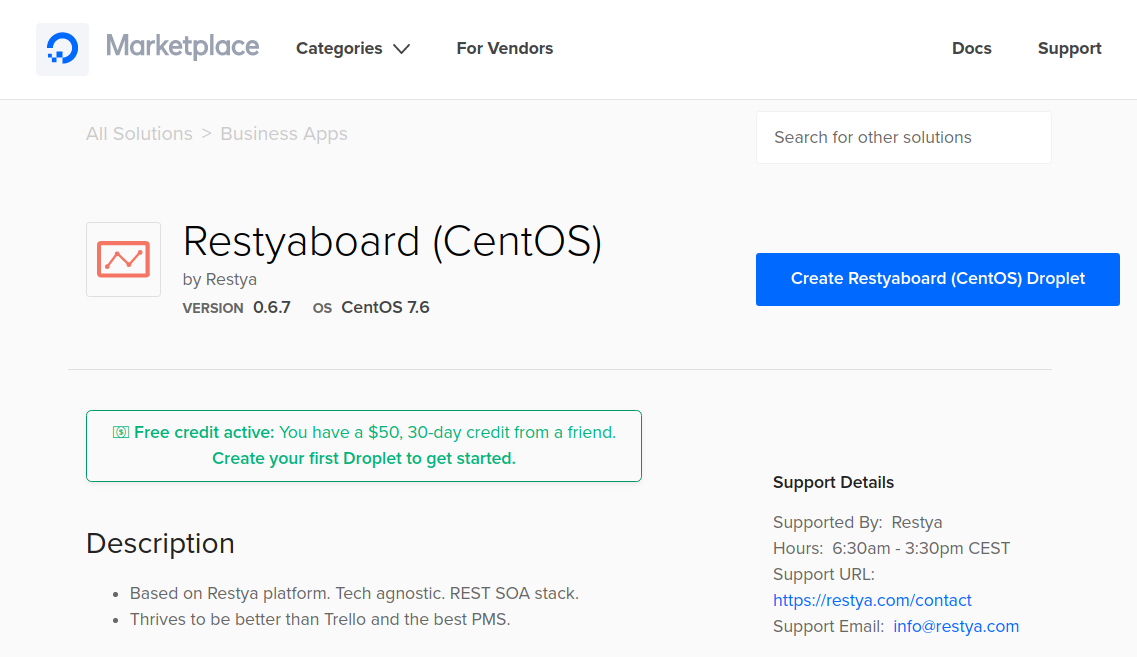 Marketplace
Categories
For Vendors
Docs
Support
All Solutions > Business Apps
Search for other solutions
Restyaboard (CentOS)
by Restya
VERSION 0.6.7 OS CentOS 7.6
Create Restyaboard (CentOS) Droplet
Free credit active: You have a $50, 30-day credit from a friend.
Create your first Droplet to get started.
Description
• Based on Restya platform. Tech agnostic. REST SOA stack.
• Thrives to be better than Trello and the best PMS.
Support Details
Supported By: Restya
Hours: 6:30am - 3:30pm CEST
Support URL:
https://restya.com/contact
Support Email: info@restya.com